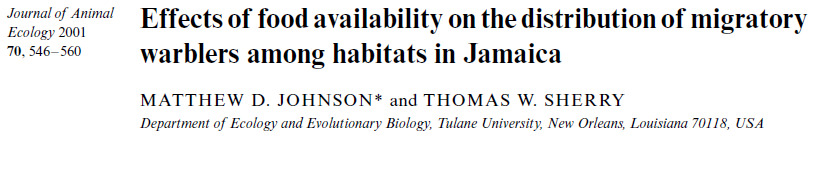 Journal of Animal
Ecology 2001
70, 546–560
Effects of food availability on the distribution of migratory
warblers among habitats in Jamaica
MATTHEW D. JOHNSON* and THOMAS W. SHERRY
Department of Ecology and Evolutionary Biology, Tulane University, New Orleans, Louisiana 70118, USA